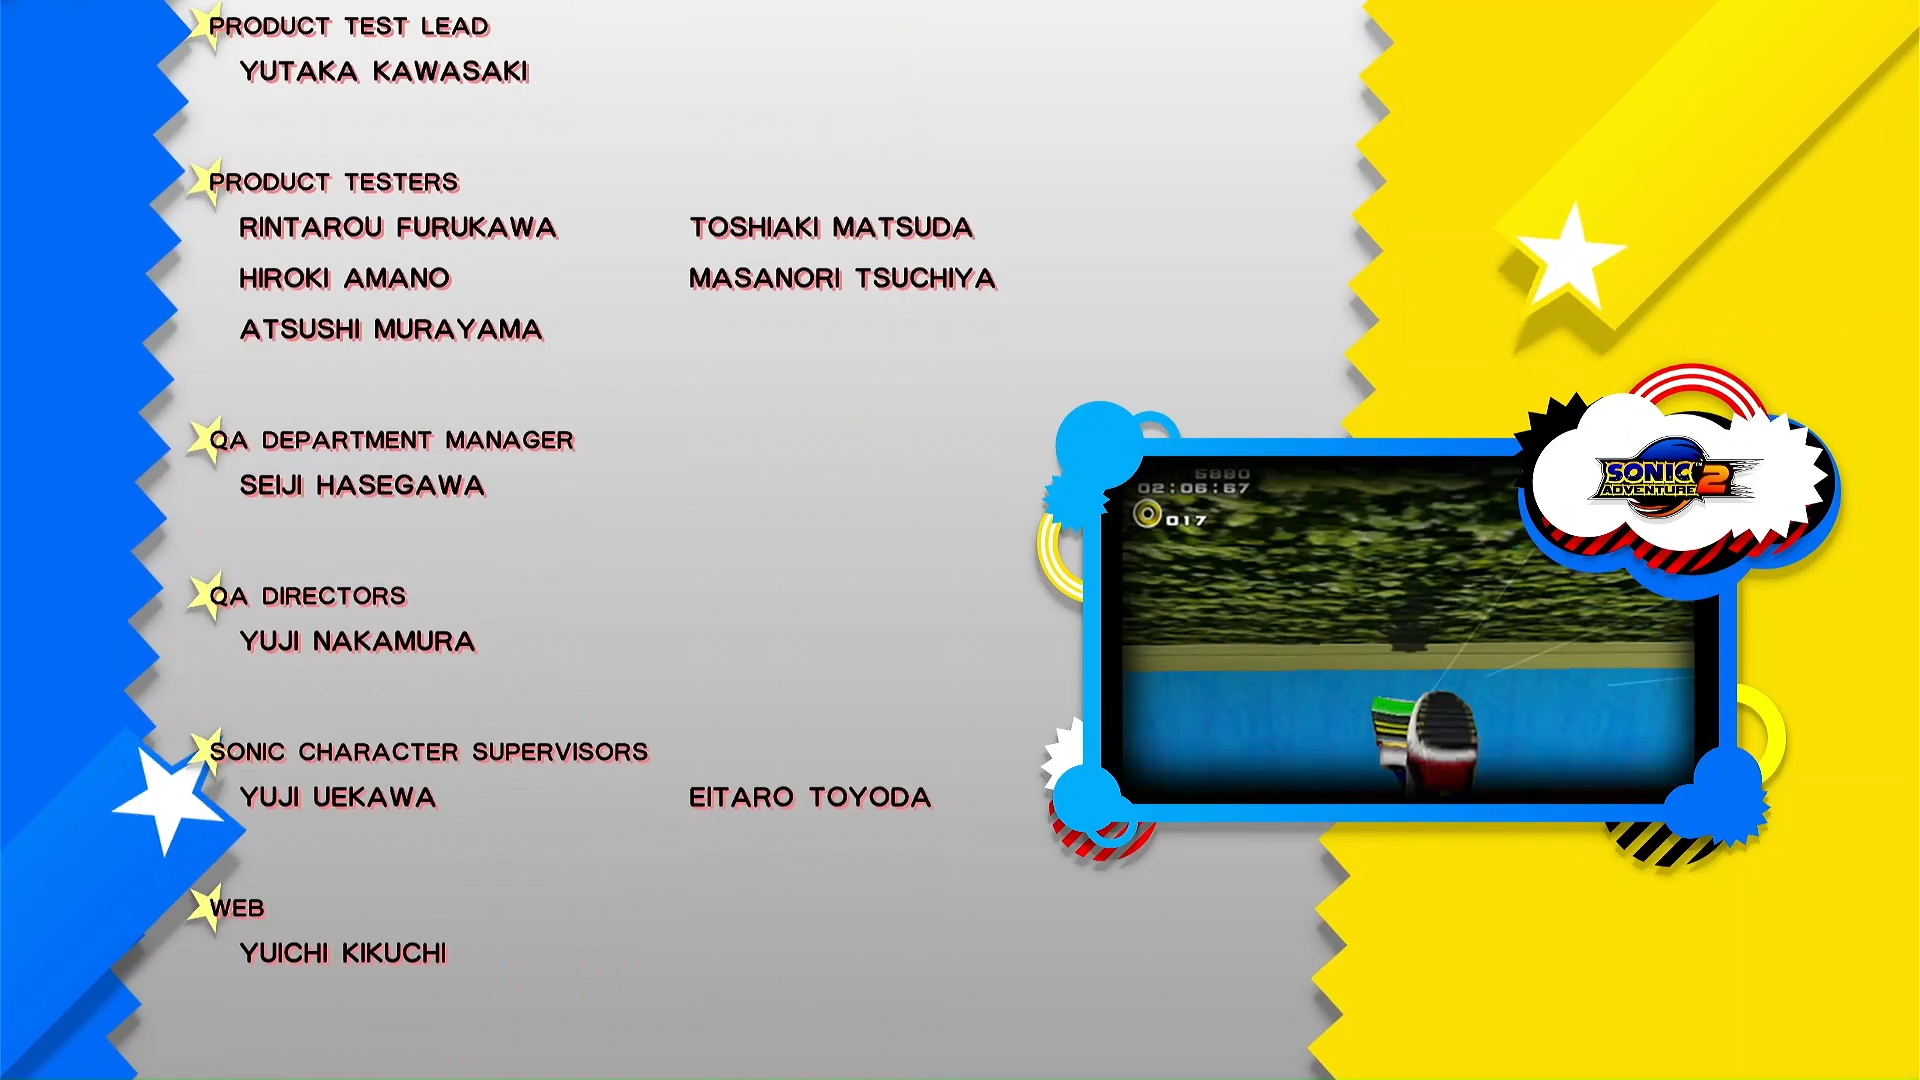 PRODUCT TEST LEAD
YUTAKA KAWASAKI
PRODUCT TESTERS
RINTAROU FURUKAWA TOSHIAKI MATSUDA
HIROKI AMANO MASANORI TSUCHIYA
ATSUSHI MURAYAMA
QA DEPARTMENT MANAGER
SEIJI HASEGAWA
QA DIRECTORS
YUJI NAKAMURA
SONIC CHARACTER SUPERVISORS
YUJI UEKAWA EITARO TOYODA
WEB
YUICHI KIKUCHI
5880
02:06:67
017
SONIC™
ADVENTURE 2